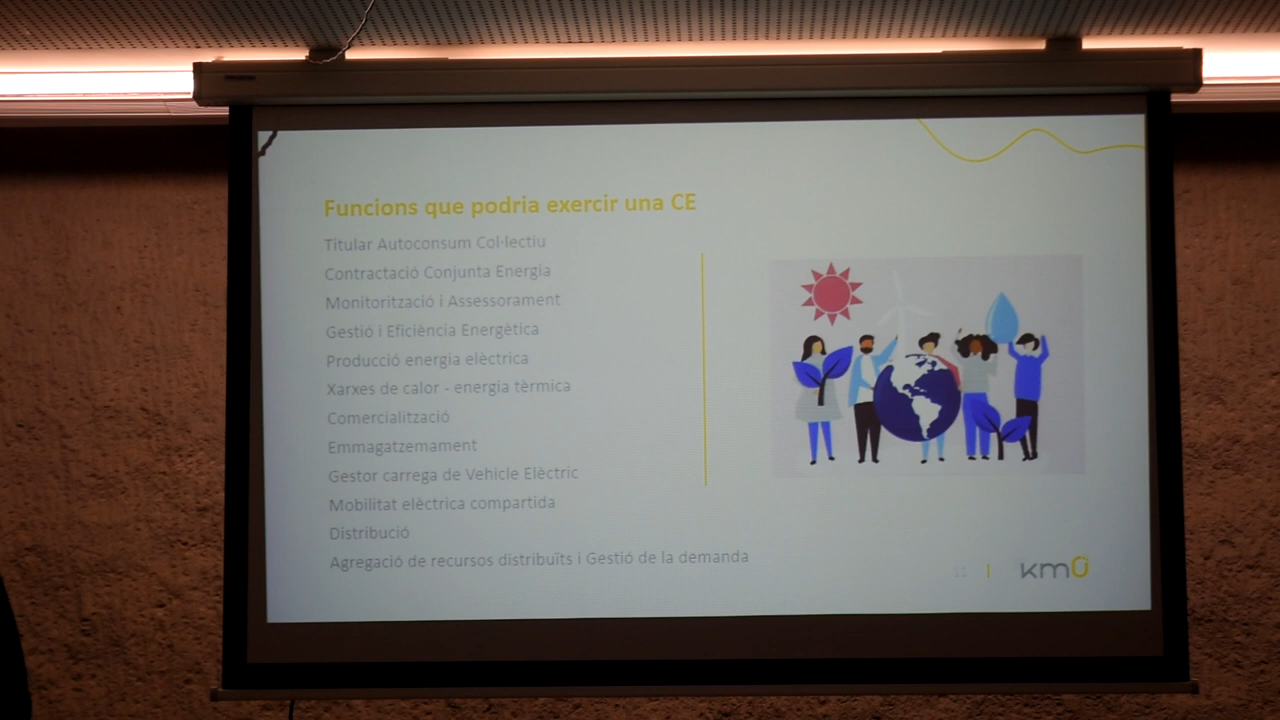 Funcions que podria exercir una CE
Titular Autoconsum Col·lectiu
Contractació Conjunta Energia
Monitorització i Assessorament
Gestió i Eficiència Energètica
Producció energia elèctrica
Xarxes de calor - energia tèrmica
Comercialització
Emmagatzemament
Gestor carrega de Vehicle Elèctric
Mobilitat elèctrica compartida
Distribució
Agregació de recursos distribuïts i Gestió de la demanda
km0